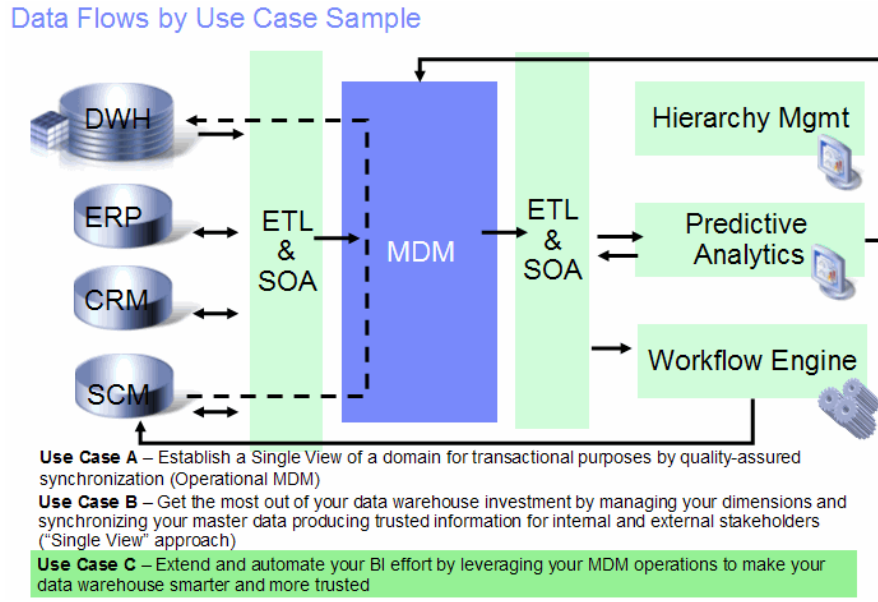 Data Flows by Use Case Sample
DWH
ERP
CRM
SCM
ETL
&
SOA
MDM
ETL
&
SOA
Hierarchy Mgmt
Predictive
Analytics
Workflow Engine
Use Case A – Establish a Single View of a domain for transactional purposes by quality-assured
synchronization (Operational MDM)
Use Case B – Get the most out of your data warehouse investment by managing your dimensions and
synchronizing your master data producing trusted information for internal and external stakeholders
(“Single View” approach)
Use Case C – Extend and automate your BI effort by leveraging your MDM operations to make your
data warehouse smarter and more trusted